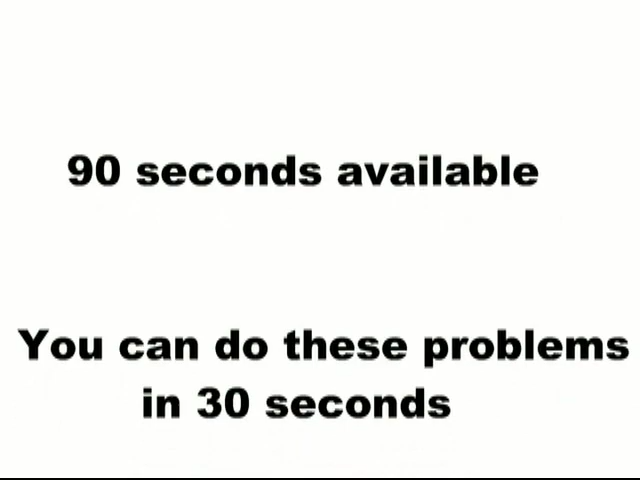 90 seconds available
You can do these problems
in 30 seconds